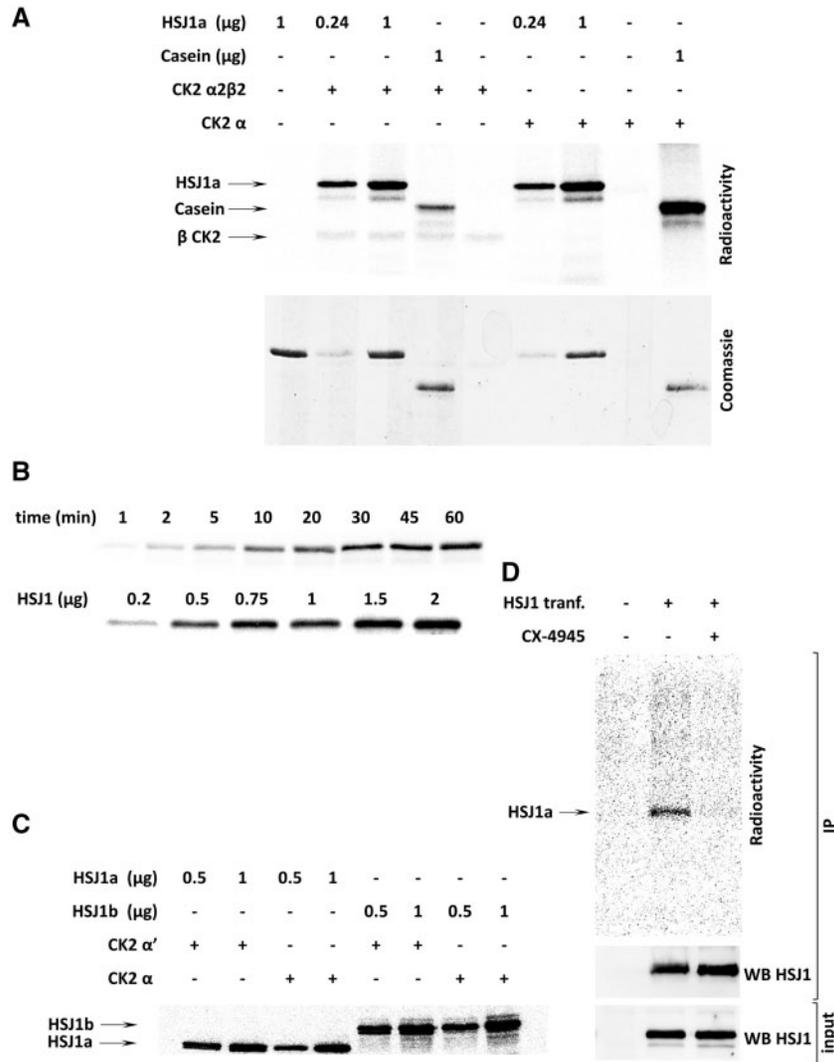 A
HSJ1a (µg) 1 0.24 1 - - 0.24 1 - -
Casein (µg) - - - 1 - - - - 1
CK2 α2β2 - + + + + - - - -
CK2 α - - - - - + + + +
HSJ1a
Casein
β CK2
Radioactivity
Coomassie
B
time (min) 1 2 5 10 20 30 45 60
HSJ1 (µg) 0.2 0.5 0.75 1 1.5 2
D
HSJ1 tranf. - + +
CX-4945 - - +
HSJ1a
Radioactivity
IP
WB HSJ1
WB HSJ1
input
C
HSJ1a (µg) 0.5 1 0.5 1 - - - -
HSJ1b (µg) - - - - 0.5 1 0.5 1
CK2 α’ + + - - + + - -
CK2 α - - + + - - + +
HSJ1b
HSJ1a